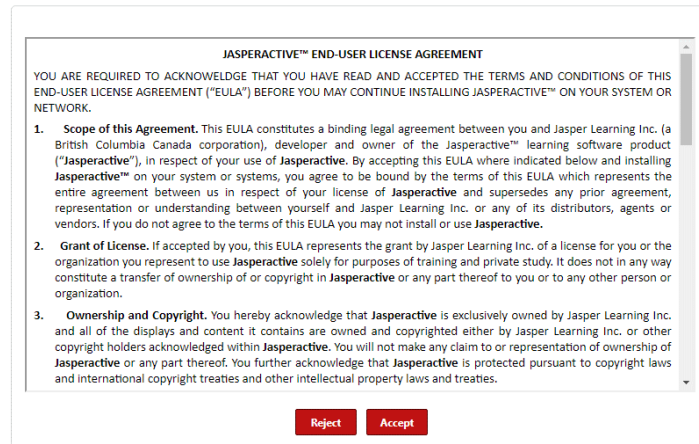 JASPERACTIVE™ END-USER LICENSE AGREEMENT
YOU ARE REQUIRED TO ACKNOWELDGE THAT YOU HAVE READ AND ACCEPTED THE TERMS AND CONDITIONS OF THIS
END-USER LICENSE AGREEMENT (“EULA”) BEFORE YOU MAY CONTINUE INSTALLING JASPERACTIVE™ ON YOUR SYSTEM OR
NETWORK.
1. Scope of this Agreement. This EULA constitutes a binding legal agreement between you and Jasper Learning Inc. (a
British Columbia Canada corporation), developer and owner of the Jasperactive™ learning software product
(“Jasperactive”), in respect of your use of Jasperactive. By accepting this EULA where indicated below and installing
Jasperactive™ on your system or systems, you agree to be bound by the terms of this EULA which represents the
entire agreement between us in respect of your license of Jasperactive and supersedes any prior agreement,
representation or understanding between yourself and Jasper Learning Inc. or any of its distributors, agents or
vendors. If you do not agree to the terms of this EULA you may not install or use Jasperactive.
2. Grant of License. If accepted by you, this EULA represents the grant by Jasper Learning Inc. of a license for you or the
organization you represent to use Jasperactive solely for purposes of training and private study. It does not in any way
constitute a transfer of ownership of or copyright in Jasperactive or any part thereof to you or to any other person or
organization.
3. Ownership and Copyright. You hereby acknowledge that Jasperactive is exclusively owned by Jasper Learning Inc.
and all of the displays and content it contains are owned and copyrighted either by Jasper Learning Inc. or other
copyright holders acknowledged within Jasperactive. You will not make any claim to or representation of ownership of
Jasperactive or any part thereof. You further acknowledge that Jasperactive is protected pursuant to copyright laws
and international copyright treaties and other intellectual property laws and treaties.
Reject Accept